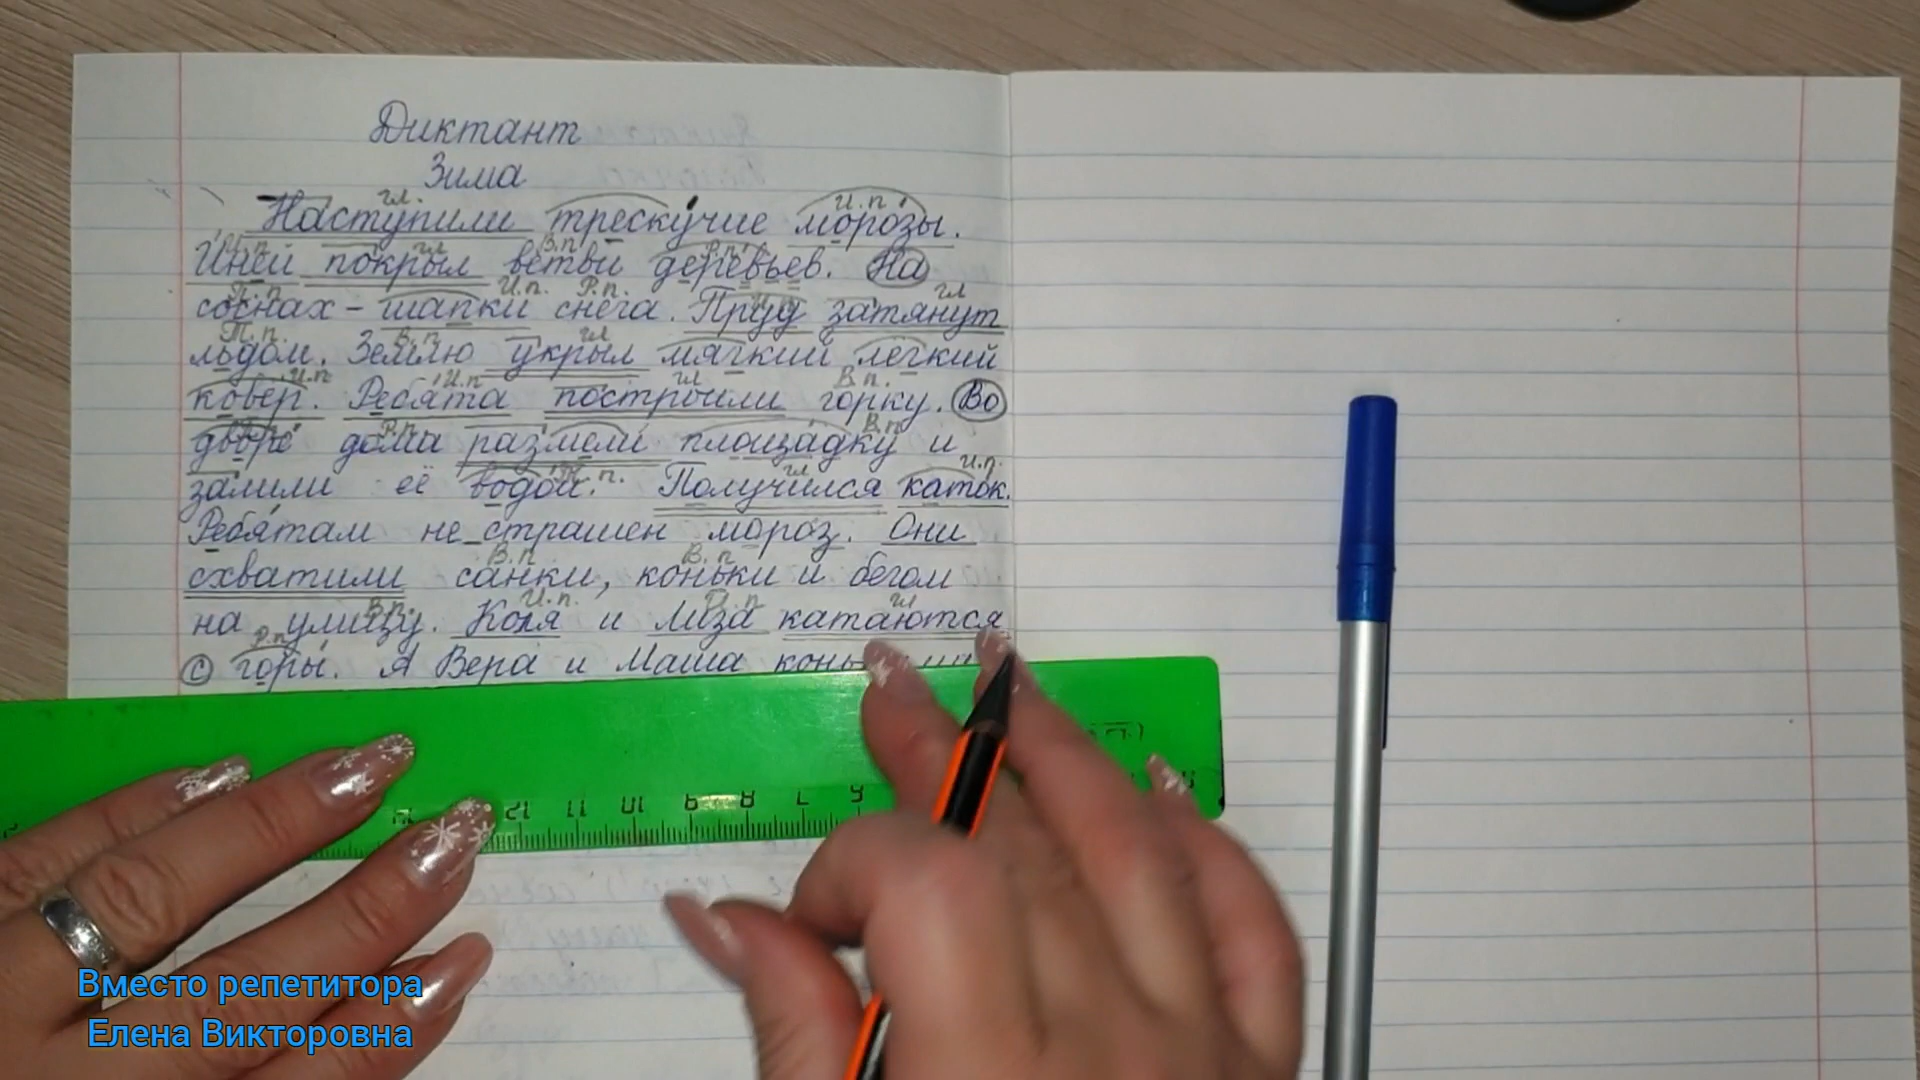 Диктант
Зима
Наступили трескучие морозы.
Иней покрыл ветви деревьев. На
соснах - шапки снега. Пруд затянут
льдом. Землю укрыл мягкий легкий
ковёр. Ребята построили горку. Во
дворе дома размели площадку и
залили её водой. Получился каток.
Ребятам не страшен мороз. Они
схватили санки, коньки и бегом
на улицу. Коля и Лиза катаются
с горы. А Вера и Маша
Вместо репетитора
Елена Викторовна